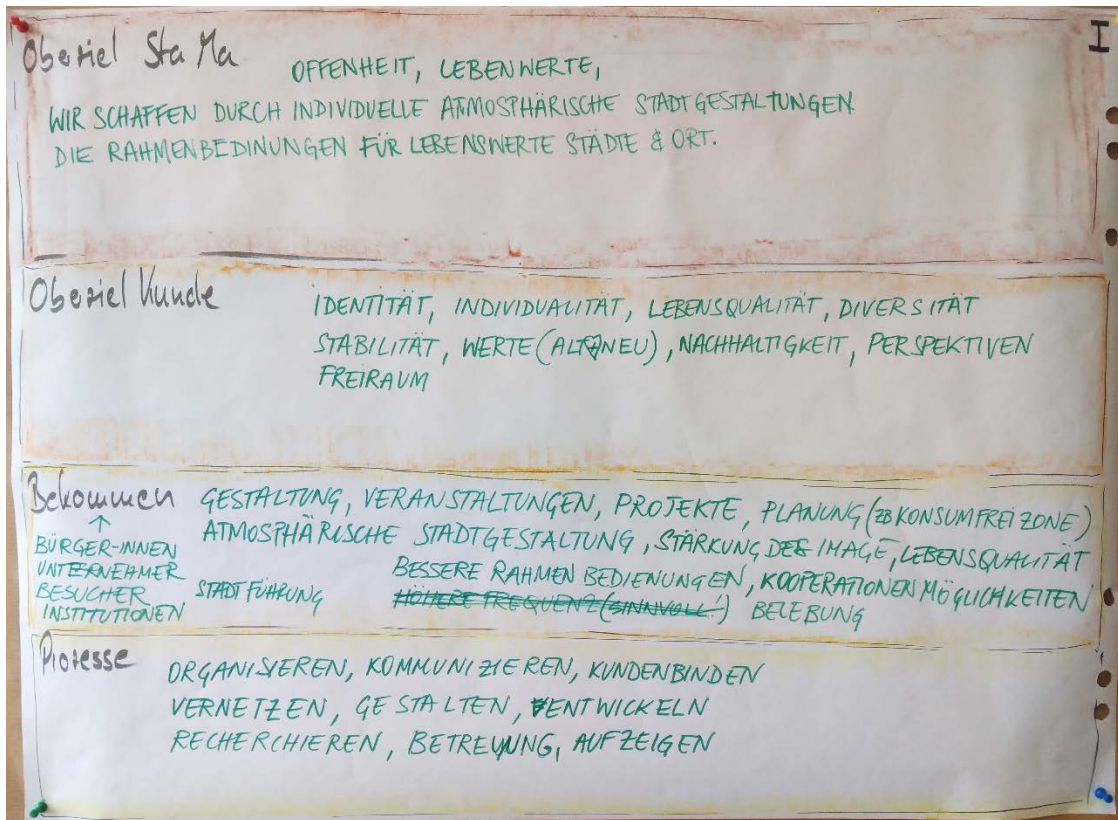 Oberziel StaMa
I
OFFENHEIT, LEBENWERTE,
WIR SCHAFFEN DURCH INDIVIDUELLE ATMOSPHÄRISCHE STADTGESTALTUNGEN
DIE RAHMENBEDINUNGEN FÜR LEBENSWERTE STÄDTE & ORT.
Oberziel Kunde
IDENTITÄT, INDIVIDUALITÄT, LEBENSQUALITÄT, DIVERSITÄT
STABILITÄT, WERTE (ALT NEU), NACHHALTIGKEIT, PERSPEKTIVEN
FREIRAUM
Bekommen
↑
BÜRGER-INNEN
UNTERNEHMER
BESUCHER
INSTITUTIONEN
GESTALTUNG, VERANSTALTUNGEN, PROJEKTE, PLANUNG (ZB KONSUMFREI ZONE)
ATMOSPHÄRISCHE STADTGESTALTUNG, STÄRKUNG DES IMAGE, LEBENSQUALITÄT
BESSERE RAHMEN BEDIENUNGEN, KOOPERATIONEN MÖGLICHKEITEN
STADTFÜHRUNG HÖHERE FREQUENZ (SINNVOLL!) BELEBUNG
Prozesse
ORGANISIEREN, KOMMUNIZIEREN, KUNDENBINDEN
VERNETZEN, GESTALTEN, ENTWICKELN
RECHERCHIEREN, BETREUUNG, AUFZEIGEN